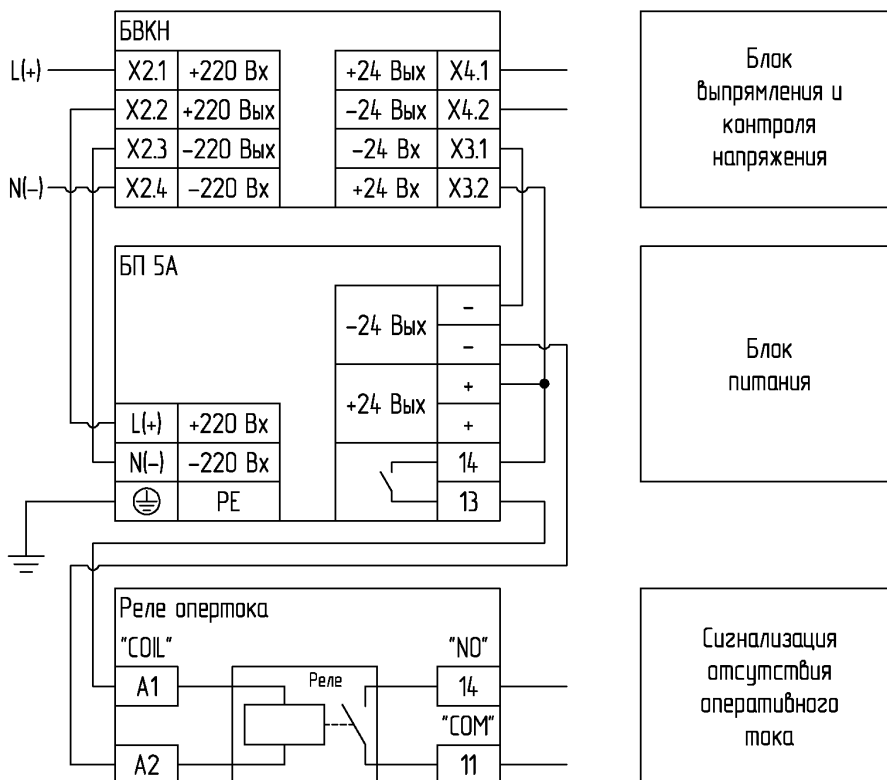 БВКН
L(+) X2.1 +220 Вх +24 Вых X4.1
X2.2 +220 Вых -24 Вых X4.2
X2.3 -220 Вых -24 Вх X3.1
N(-) X2.4 -220 Вх +24 Вх X3.2
Блок
выпрямления и
контроля
напряжения
БП 5А
-24 Вых -
-
+24 Вых +
+
L(+) +220 Вх
N(-) -220 Вх 14
PE 13
Блок
питания
Реле опертока
"COIL" "NO"
A1 Реле 14
"COM"
A2 11
Сигнализация
отсутствия
оперативного
тока